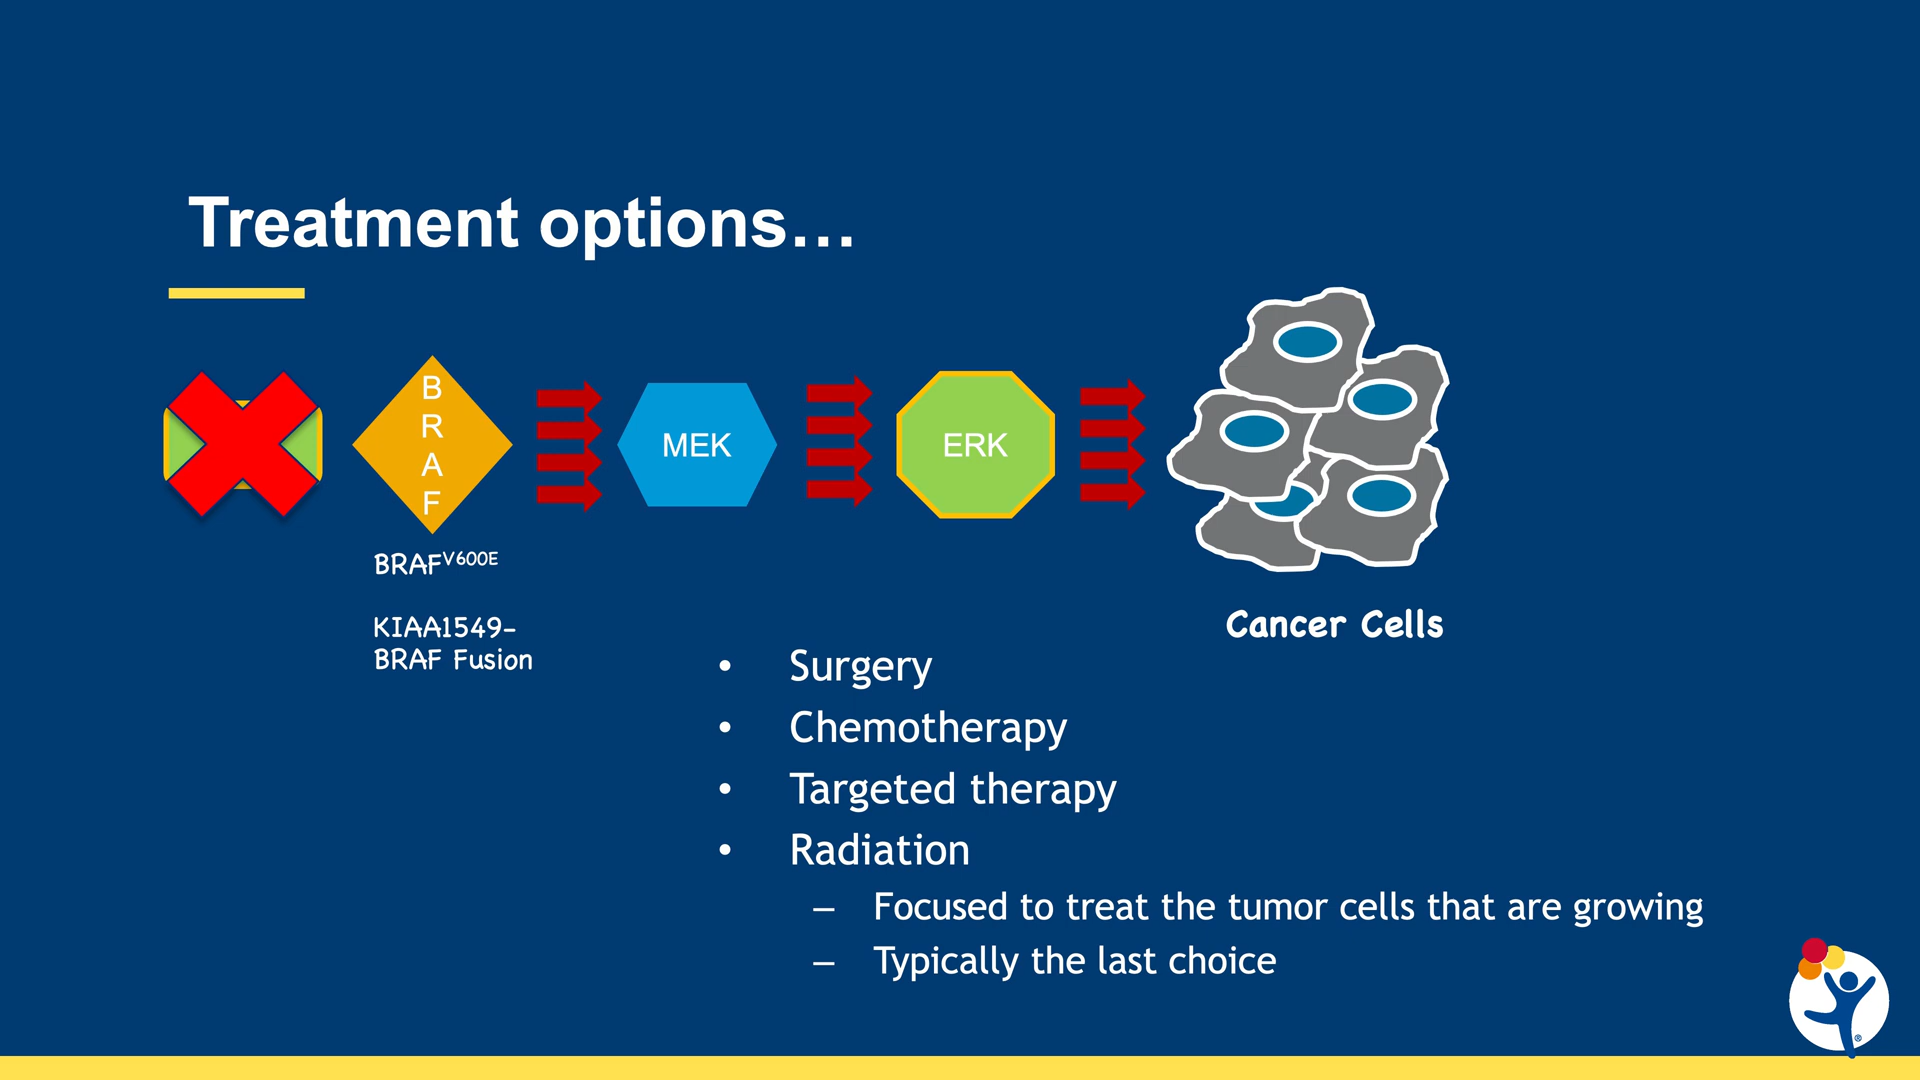 Treatment options…
B
R
A
F
MEK
ERK
BRAFV600E
KIAA1549-
BRAF Fusion
Cancer Cells
• Surgery
• Chemotherapy
• Targeted therapy
• Radiation
– Focused to treat the tumor cells that are growing
– Typically the last choice
®